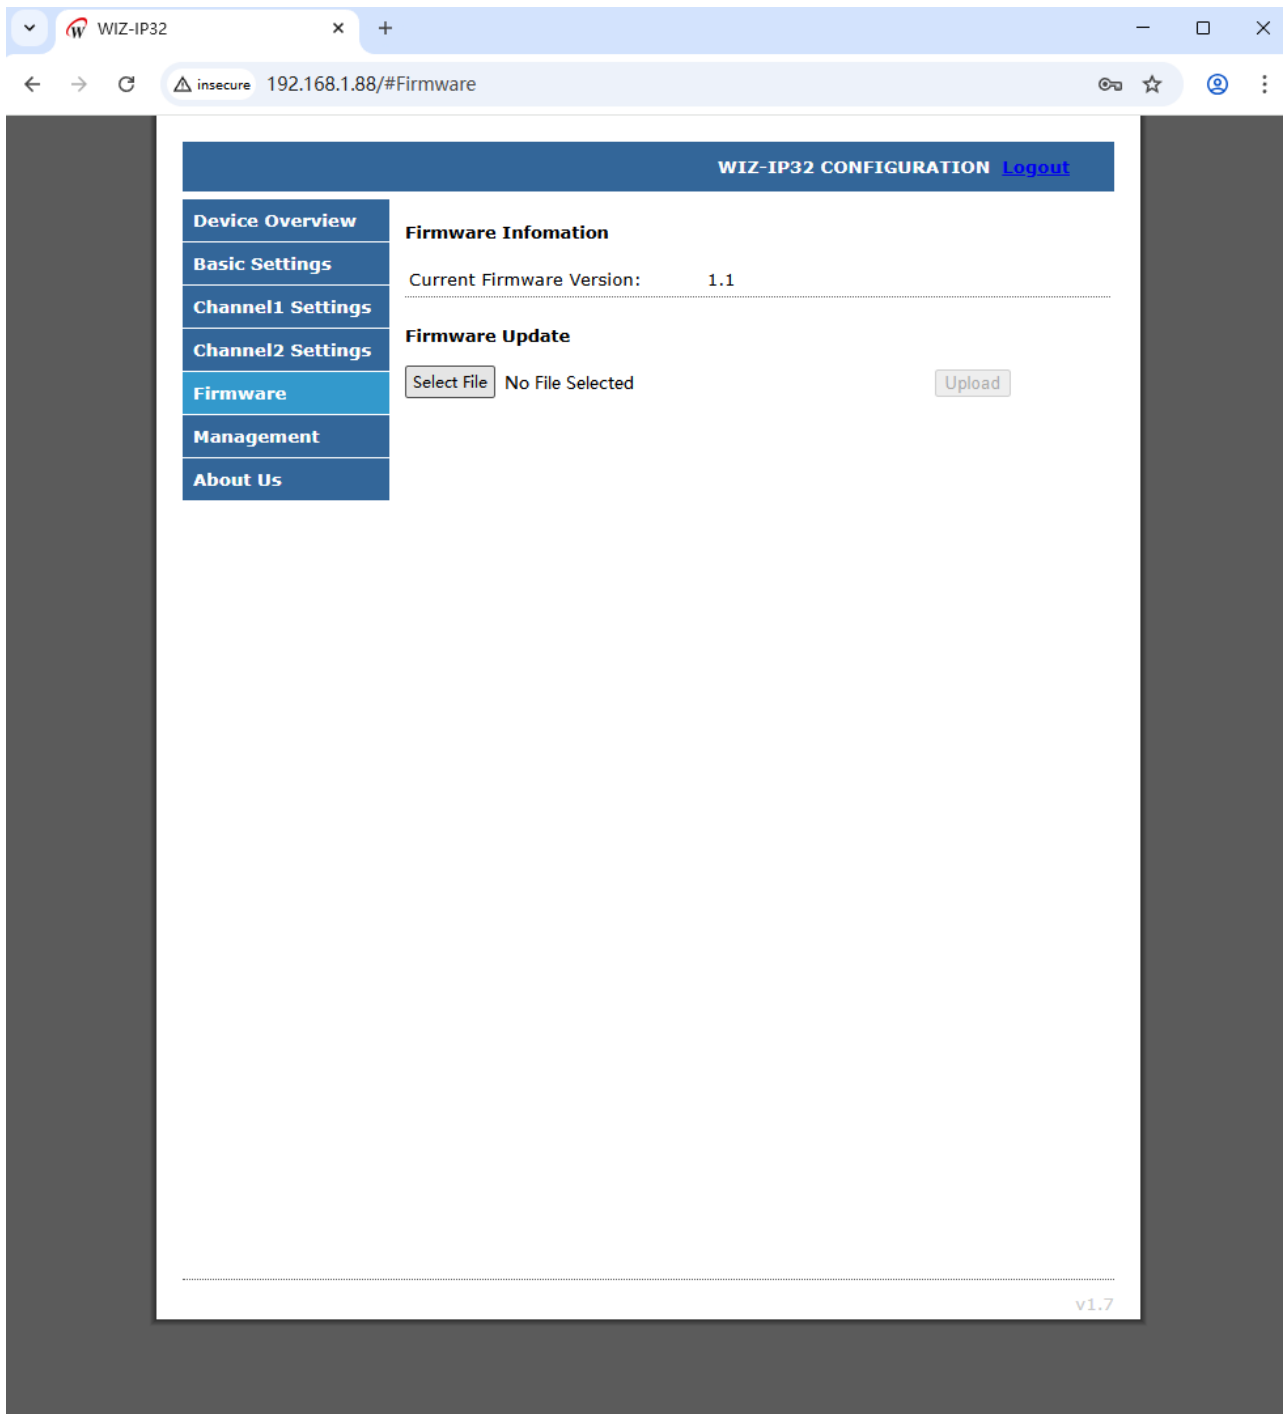 WIZ-IP32
insecure 192.168.1.88/#Firmware
WIZ-IP32 CONFIGURATION Logout
Device Overview
Basic Settings
Channel1 Settings
Channel2 Settings
Firmware
Management
About Us
Firmware Infomation
Current Firmware Version: 1.1
Firmware Update
Select File No File Selected Upload
v1.7